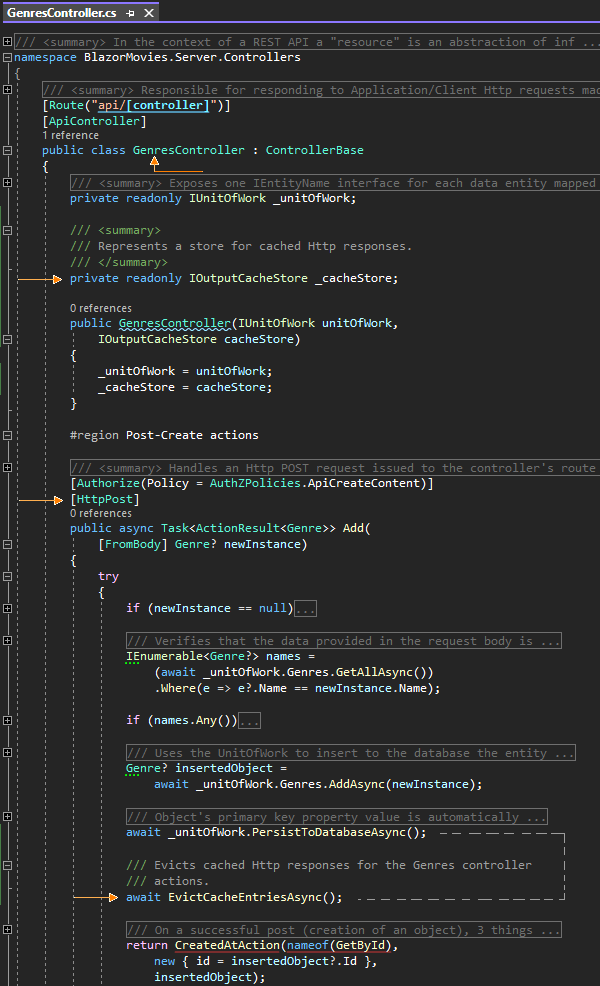 GenresController.cs
/// <summary> In the context of a REST API a "resource" is an abstraction of inf ...
namespace BlazorMovies.Server.Controllers
{
/// <summary> Responsible for responding to Application/Client Http requests mad
[Route("api/[controller]")]
[ApiController]
1 reference
public class GenresController : ControllerBase
{
/// <summary> Exposes one IEntityName interface for each data entity mapped
private readonly IUnitOfWork _unitOfWork;
/// <summary>
/// Represents a store for cached Http responses.
/// </summary>
private readonly IOutputCacheStore _cacheStore;
0 references
public GenresController(IUnitOfWork unitOfWork,
IOutputCacheStore cacheStore)
{
_unitOfWork = unitOfWork;
_cacheStore = cacheStore;
}
#region Post-Create actions
/// <summary> Handles an Http POST request issued to the controller's route
[Authorize(Policy = AuthZPolicies.ApiCreateContent)]
[HttpPost]
0 references
public async Task<ActionResult<Genre>> Add(
[FromBody] Genre? newInstance)
{
try
{
if (newInstance == null)...
/// Verifies that the data provided in the request body is ...
IEnumerable<Genre?> names =
(await _unitOfWork.Genres.GetAllAsync())
.Where(e => e?.Name == newInstance.Name);
if (names.Any())...
/// Uses the UnitOfWork to insert to the database the entity ...
Genre? insertedObject =
await _unitOfWork.Genres.AddAsync(newInstance);
/// Object's primary key property value is automatically ...
await _unitOfWork.PersistToDatabaseAsync();
/// Evicts cached Http responses for the Genres controller
/// actions.
await EvictCacheEntriesAsync();
/// On a successful post (creation of an object), 3 things ...
return CreatedAtAction(nameof(GetById),
new { id = insertedObject?.Id },
insertedObject);